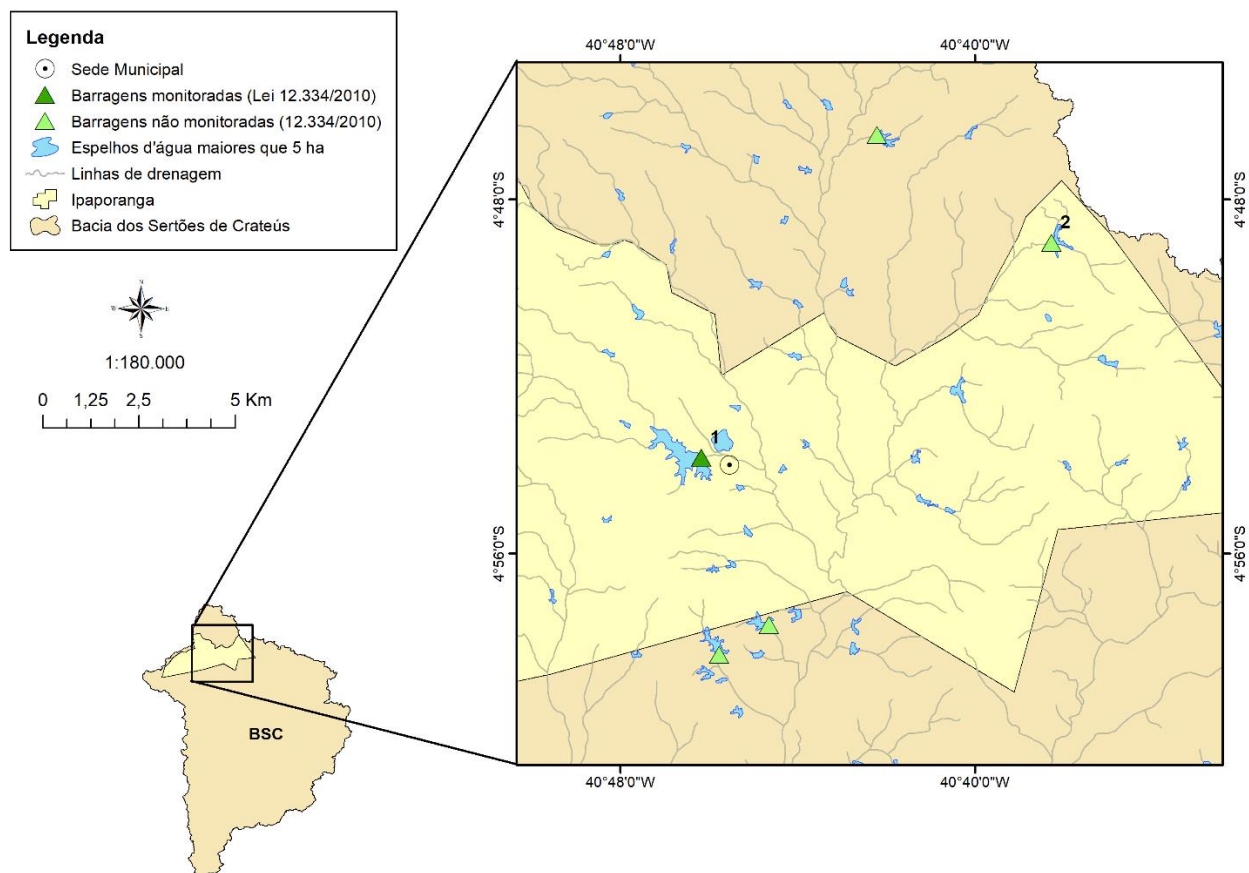 Legenda
Sede Municipal
Barragens monitoradas (Lei 12.334/2010)
Barragens não monitoradas (12.334/2010)
Espelhos d'água maiores que 5 ha
Linhas de drenagem
Ipaporanga
Bacia dos Sertões de Crateús
N
W
E
S
1:180.000
0 1,25 2,5 5 Km
BSC
40°48'0"W 40°40'0"W
4°48'0"S 4°48'0"S
2
1
4°56'0"S 4°56'0"S
40°48'0"W 40°40'0"W